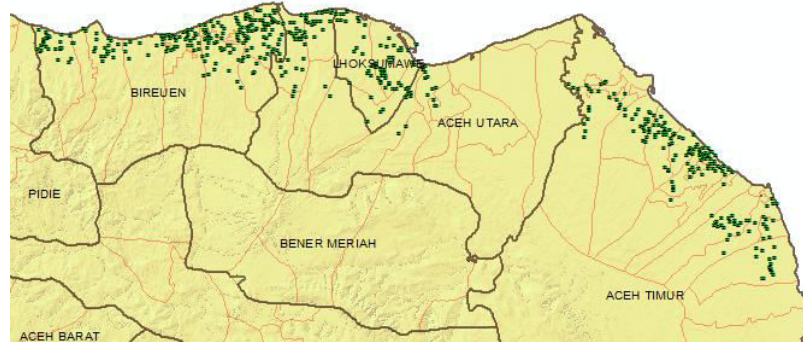 LHOKSUMAWE
BIREUEN
ACEH UTARA
PIDIE
BENER MERIAH
ACEH TIMUR
ACEH BARAT